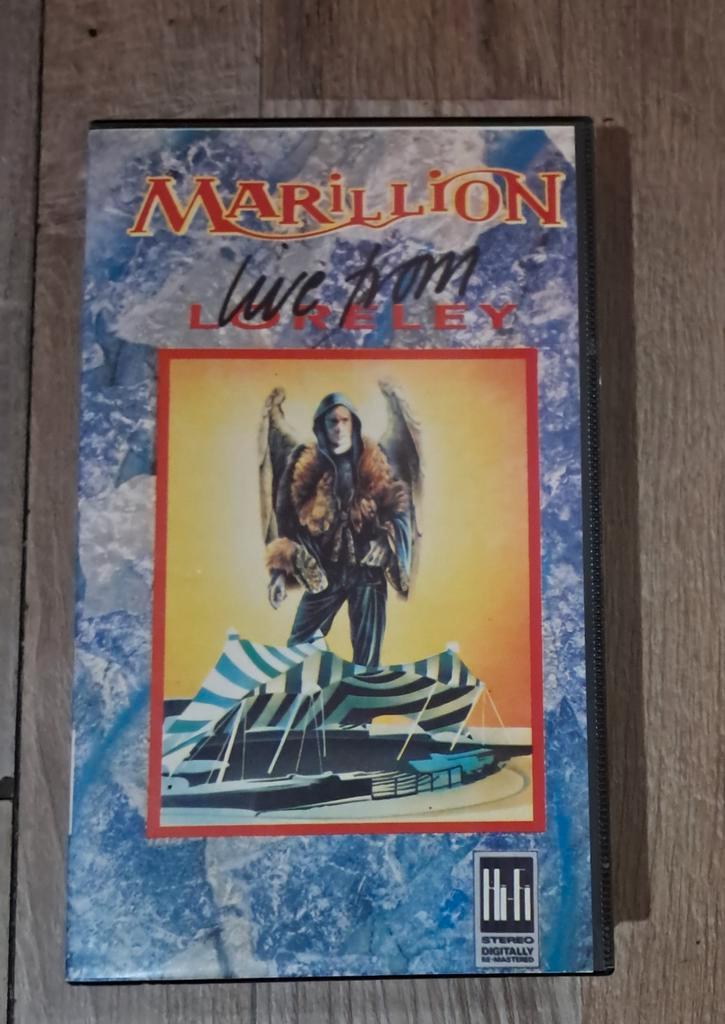 MARiLLiON
live from
LORELEY
Hi-Fi
STEREO
DIGITALLY
RE-MASTERED